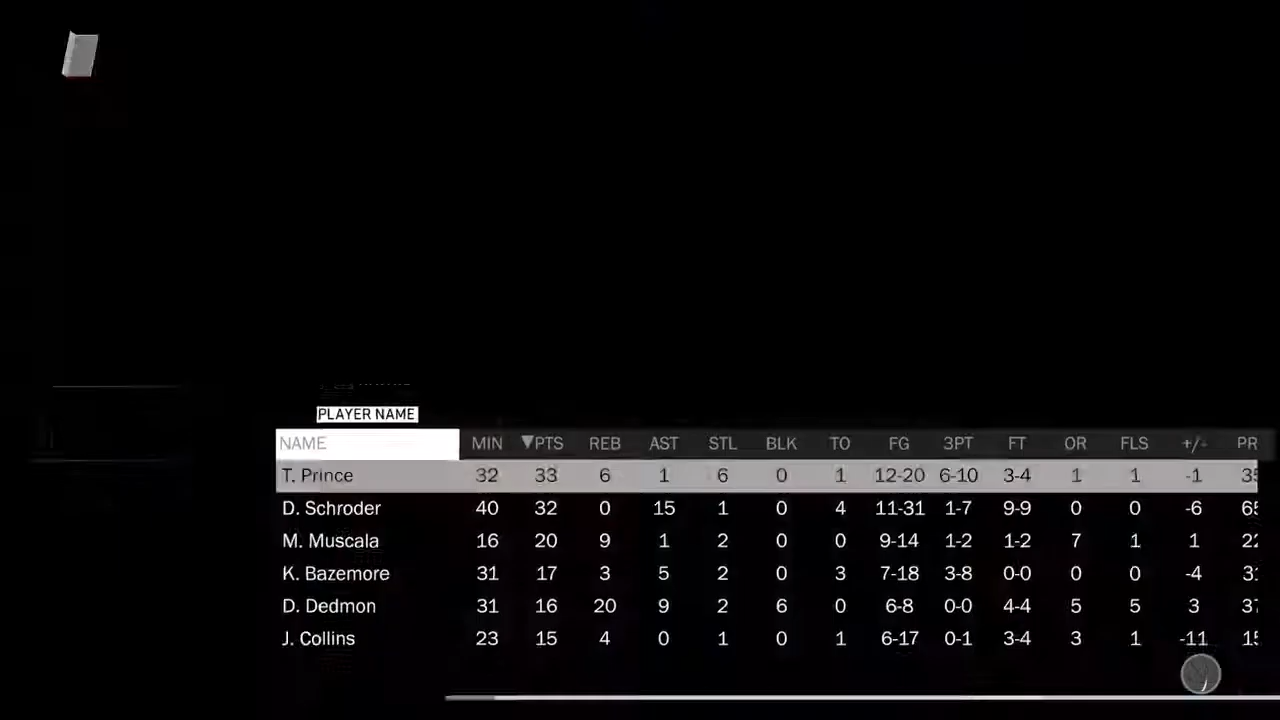 PLAYER NAME
NAME MIN ▼PTS REB AST STL BLK TO FG 3PT FT OR FLS +/- PR
T. Prince 32 33 6 1 6 0 1 12-20 6-10 3-4 1 1 -1
D. Schroder 40 32 0 15 1 0 4 11-31 1-7 9-9 0 0 -6
M. Muscala 16 20 9 1 2 0 0 9-14 1-2 1-2 7 1 1
K. Bazemore 31 17 3 5 2 0 3 7-18 3-8 0-0 0 0 -4
D. Dedmon 31 16 20 9 2 6 0 6-8 0-0 4-4 5 5 3
J. Collins 23 15 4 0 1 0 1 6-17 0-1 3-4 3 1 -11